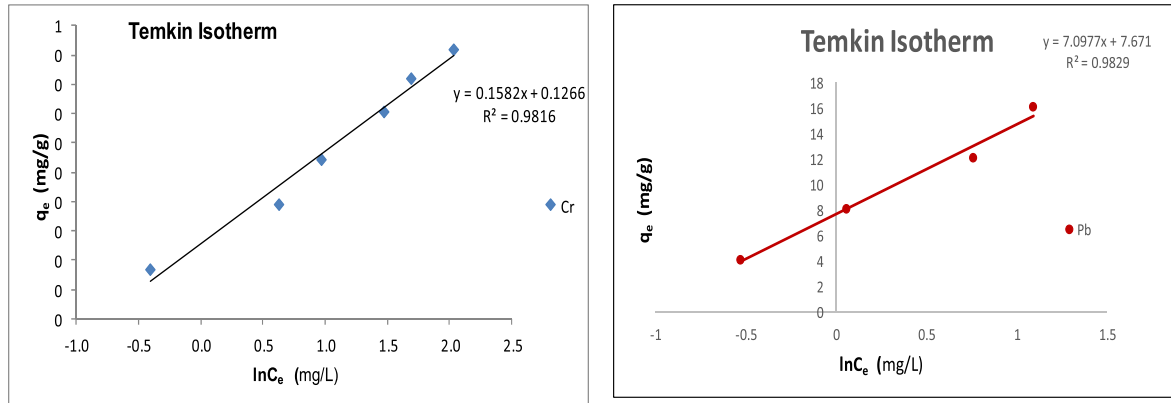 Temkin Isotherm
1
0
0
0
0
0
0
0
0
0
0
qe (mg/g)
y = 0.1582x + 0.1266
R² = 0.9816
Cr
-1.0
-0.5
0.0
0.5
1.0
1.5
2.0
2.5
lnCe (mg/L)
Temkin Isotherm
y = 7.0977x + 7.671
R² = 0.9829
18
16
14
12
10
8
6
4
2
0
qe (mg/g)
Pb
-1
-0.5
0
0.5
1
1.5
lnCe (mg/L)